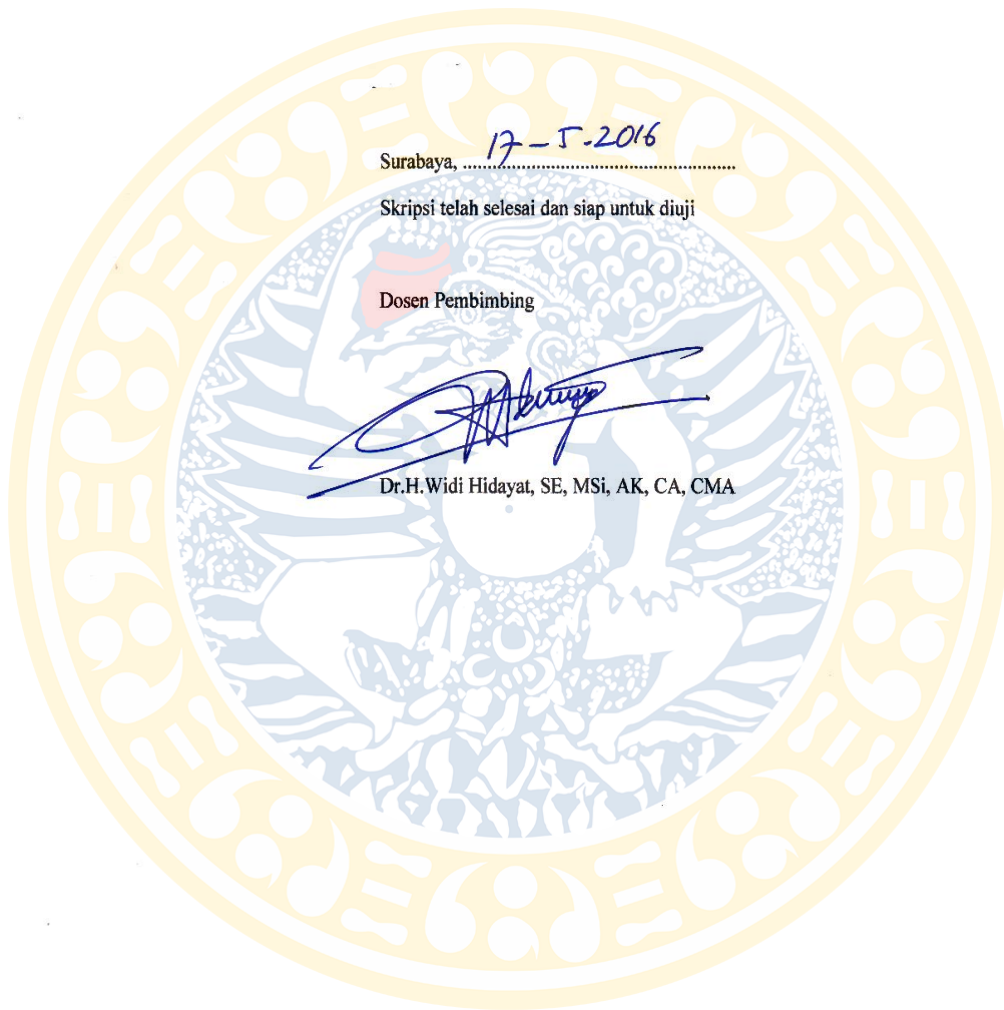 Surabaya, 17-5-2016
Skripsi telah selesai dan siap untuk diuji
Dosen Pembimbing
Dr.H.Widi Hidayat, SE, MSi, AK, CA, CMA